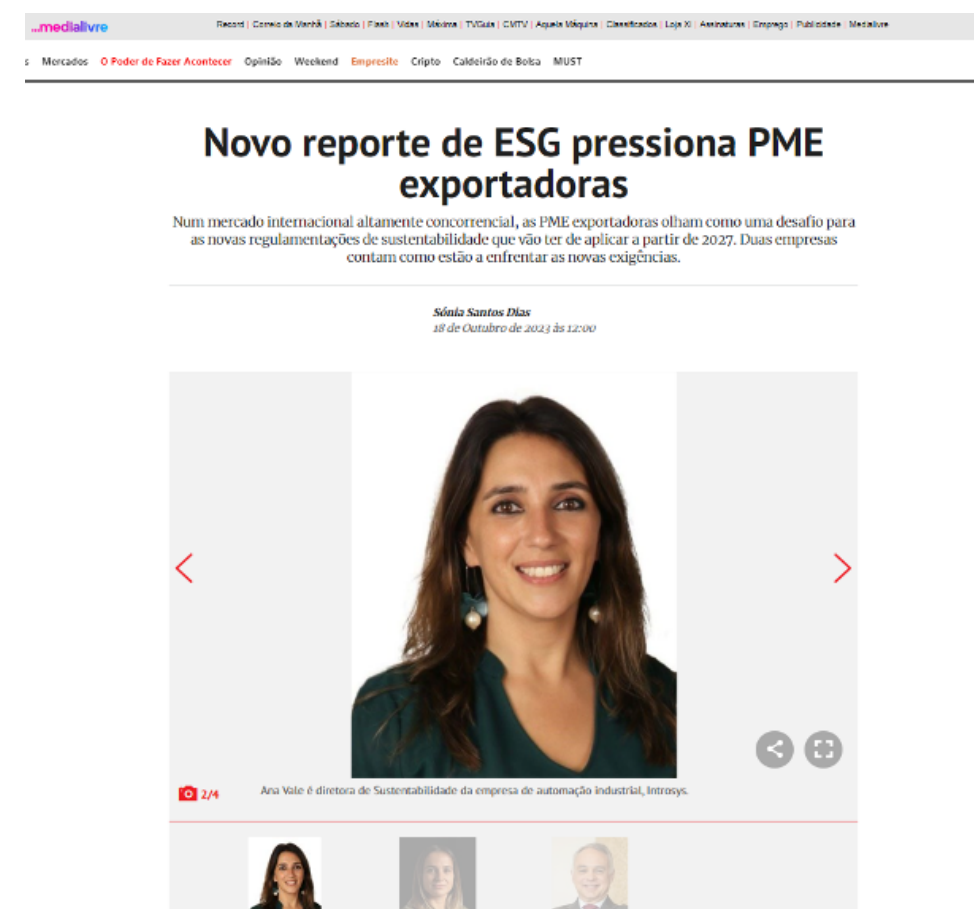 ...medialivre
Record | Correio da Manhã | Sábado | Flash | Vidas | Máxima | TVGuia | CMTV | Aquela Máquina | Classificados | Loja XI | Assinaturas | Emprego | Publicidade | Medialivre
s Mercados O Poder de Fazer Acontecer Opinião Weekend Empresite Cripto Caldeirão de Bolsa MUST
Novo reporte de ESG pressiona PME
exportadoras
Num mercado internacional altamente concorrencial, as PME exportadoras olham como uma desafio para
as novas regulamentações de sustentabilidade que vão ter de aplicar a partir de 2027. Duas empresas
contam como estão a enfrentar as novas exigências.
Sónia Santos Dias
18 de Outubro de 2023 às 12:00
2/4 Ana Vale é diretora de Sustentabilidade da empresa de automação industrial, Introsys.